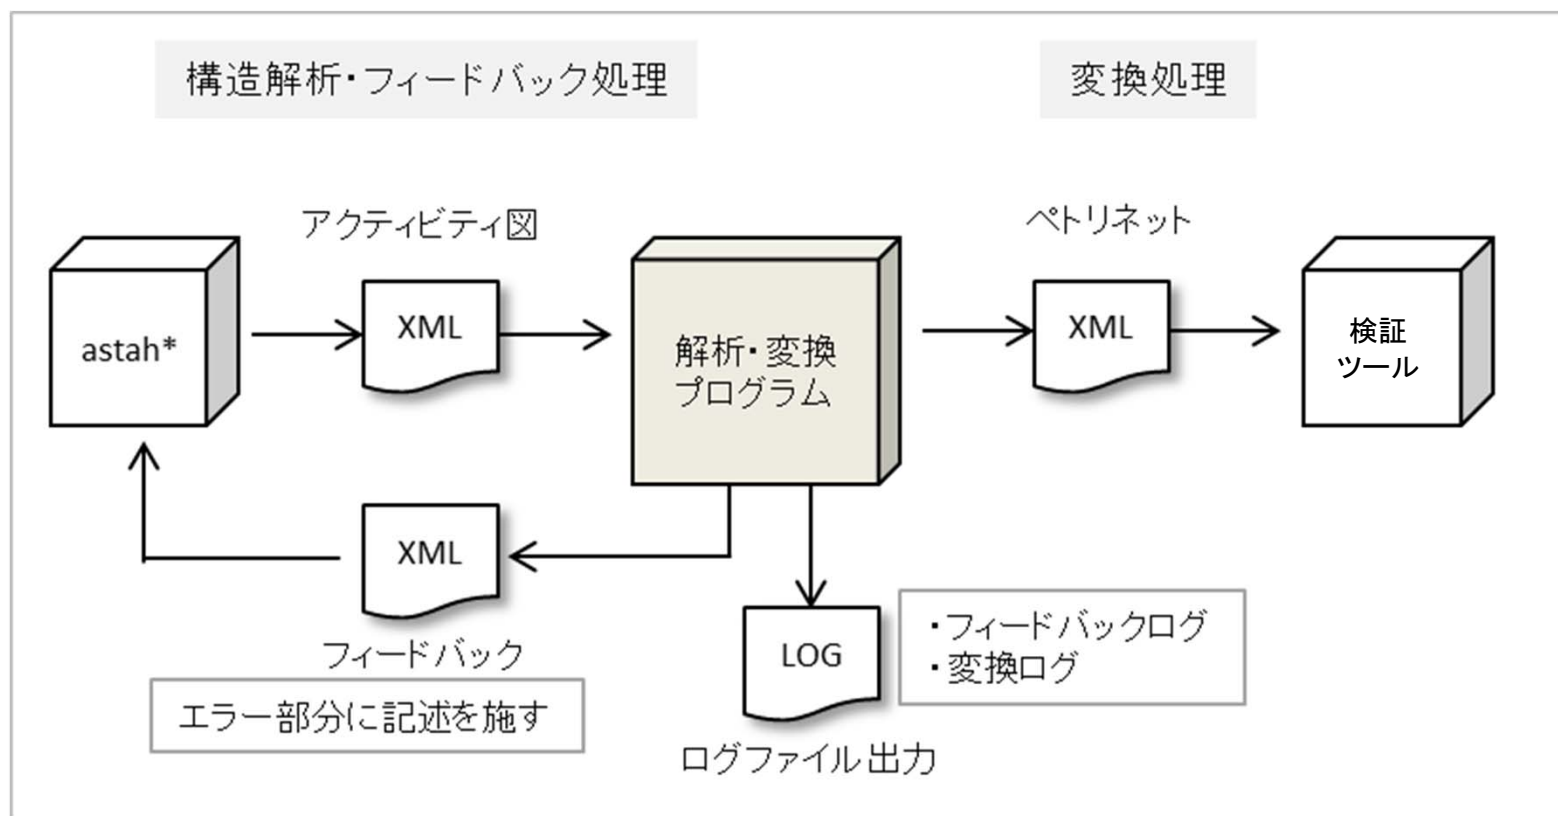 構造解析・フィードバック処理
変換処理
アクティビティ図
ペトリネット
astah*
XML
解析・変換
プログラム
XML
検証
ツール
XML
フィードバック
エラー部分に記述を施す
LOG
・フィードバックログ
・変換ログ
ログファイル出力